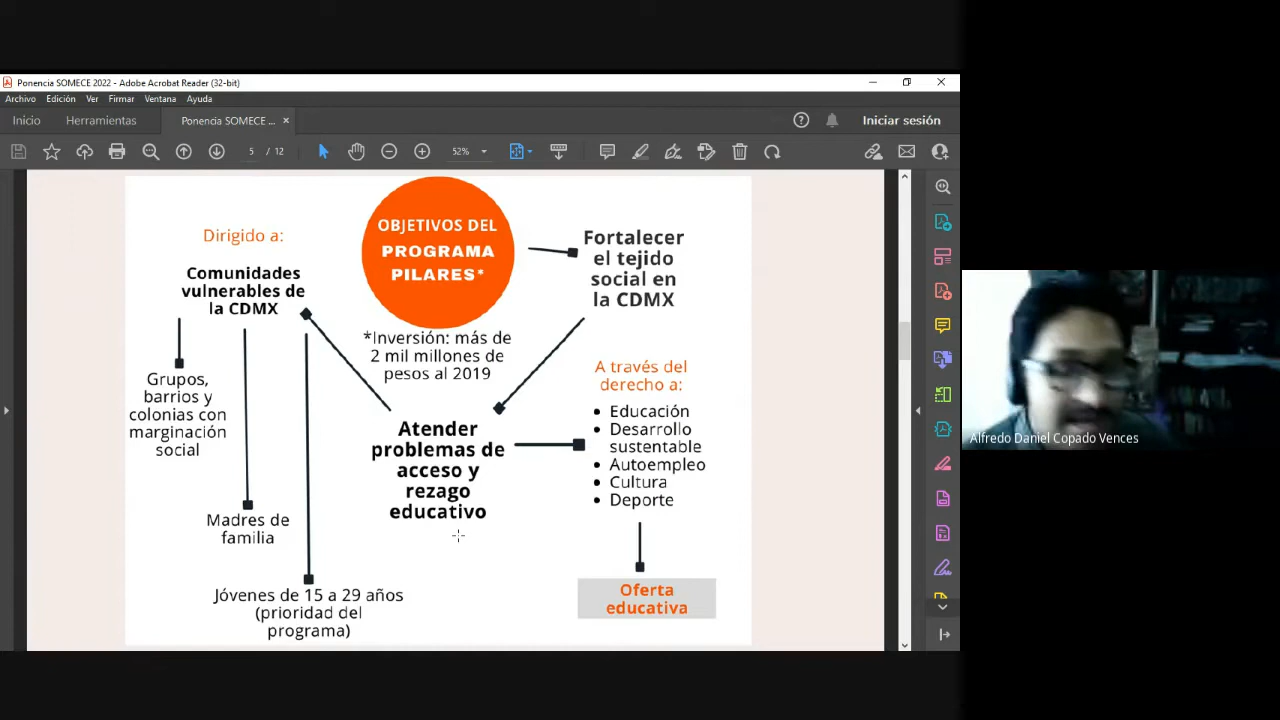 Ponencia SOMECE 2022 - Adobe Acrobat Reader (32-bit)
Archivo Edición Ver Firmar Ventana Ayuda
Inicio Herramientas Ponencia SOMECE ... × Iniciar sesión
5 / 12 52%
OBJETIVOS DEL
PROGRAMA
PILARES*
*Inversión: más de
2 mil millones de
pesos al 2019
Fortalecer
el tejido
social en
la CDMX
Atender
problemas de
acceso y
rezago
educativo
Dirigido a:
Comunidades
vulnerables de
la CDMX
Grupos,
barrios y
colonias con
marginación
social
Madres de
familia
Jóvenes de 15 a 29 años
(prioridad del
programa)
A través del
derecho a:
• Educación
• Desarrollo
sustentable
• Autoempleo
• Cultura
• Deporte
Oferta
educativa
Alfredo Daniel Copado Vences